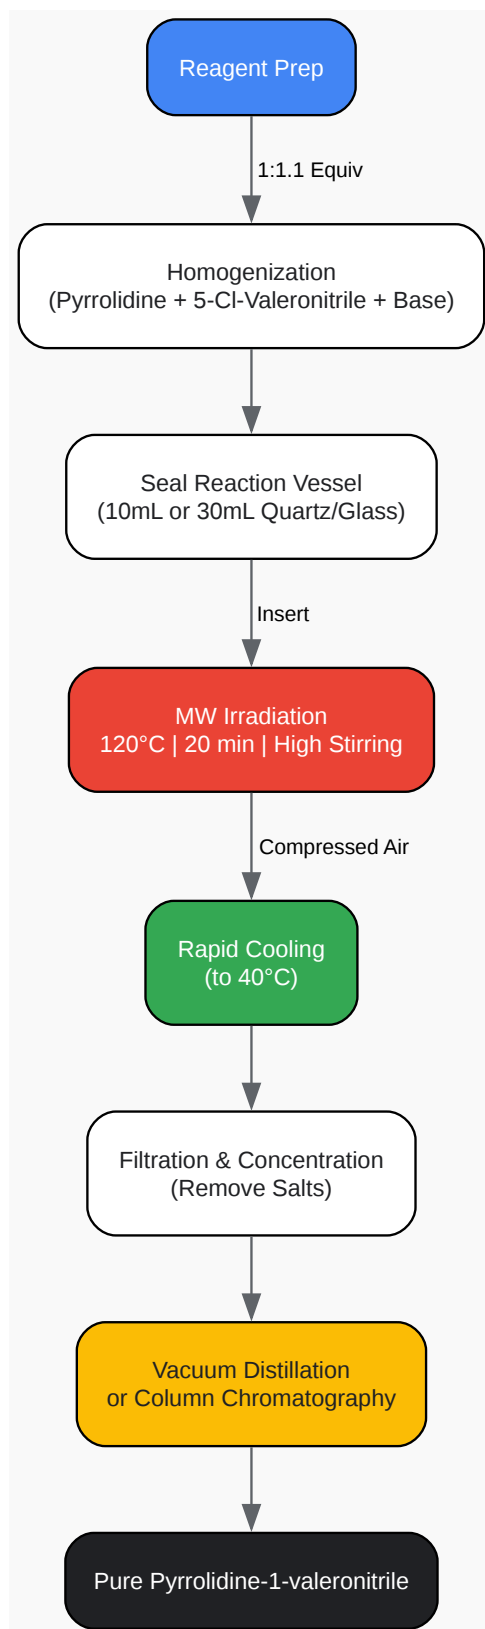 Reagent Prep
1:1.1 Equiv
Homogenization
(Pyrrolidine + 5-Cl-Valeronitrile + Base)
Seal Reaction Vessel
(10mL or 30mL Quartz/Glass)
Insert
MW Irradiation
120°C | 20 min | High Stirring
Compressed Air
Rapid Cooling
(to 40°C)
Filtration & Concentration
(Remove Salts)
Vacuum Distillation
or Column Chromatography
Pure Pyrrolidine-1-valeronitrile